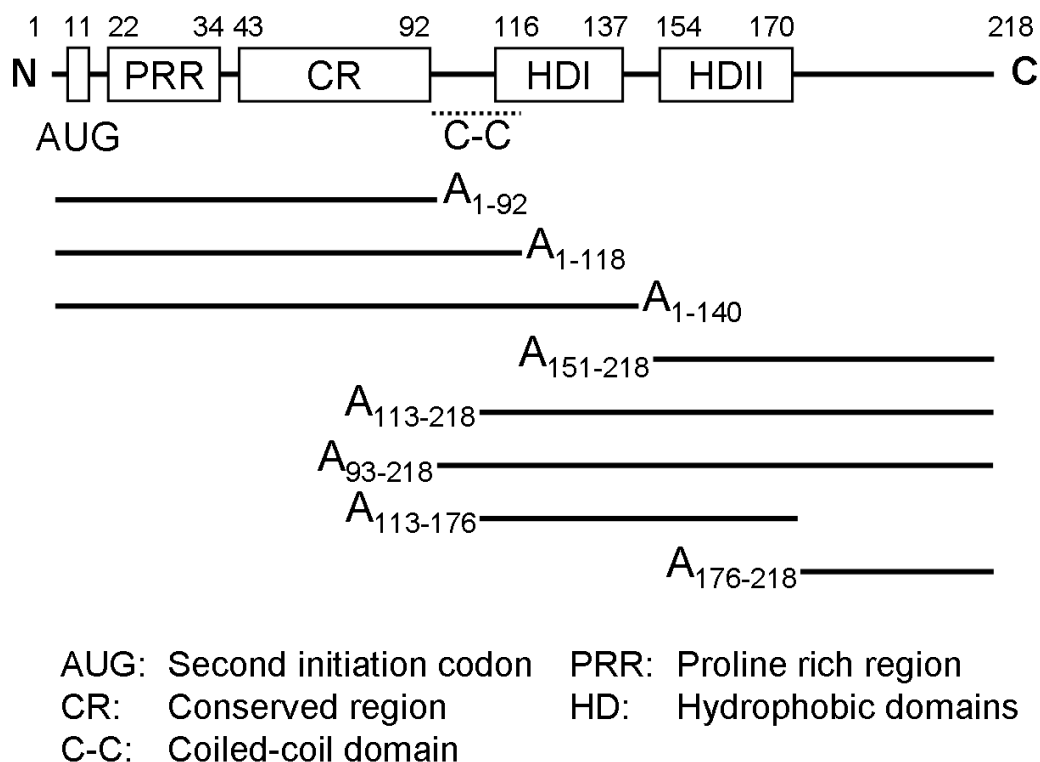 1 11 22 34 43 92 116 137 154 170 218
N PRR CR HDI HDII C
AUG C-C
A1-92
A1-118
A1-140
A151-218
A113-218
A93-218
A113-176
A176-218
AUG: Second initiation codon PRR: Proline rich region
CR: Conserved region HD: Hydrophobic domains
C-C: Coiled-coil domain